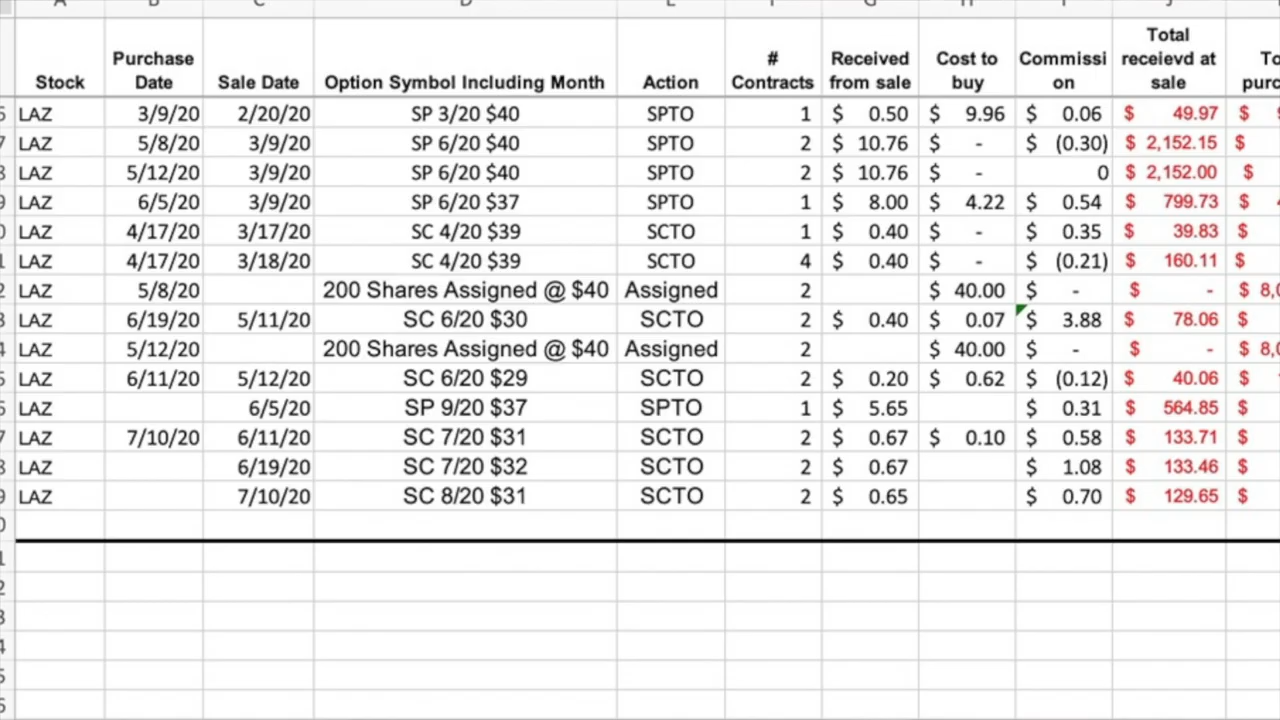 Stock Purchase Date Sale Date Option Symbol Including Month Action # Contracts Received from sale Cost to buy Commissi on Total receievd at sale
LAZ 3/9/20 2/20/20 SP 3/20 $40 SPTO 1 $ 0.50 $ 9.96 $ 0.06 $ 49.97 $
LAZ 5/8/20 3/9/20 SP 6/20 $40 SPTO 2 $ 10.76 $ - $ (0.30) $ 2,152.15 $
LAZ 5/12/20 3/9/20 SP 6/20 $40 SPTO 2 $ 10.76 $ - 0 $ 2,152.00 $
LAZ 6/5/20 3/9/20 SP 6/20 $37 SPTO 1 $ 8.00 $ 4.22 $ 0.54 $ 799.73 $
LAZ 4/17/20 3/17/20 SC 4/20 $39 SCTO 1 $ 0.40 $ - $ 0.35 $ 39.83 $
LAZ 4/17/20 3/18/20 SC 4/20 $39 SCTO 4 $ 0.40 $ - $ (0.21) $ 160.11 $
LAZ 5/8/20 200 Shares Assigned @ $40 Assigned 2 $ 40.00 $ - $ - $ 8,0
LAZ 6/19/20 5/11/20 SC 6/20 $30 SCTO 2 $ 0.40 $ 0.07 $ 3.88 $ 78.06 $
LAZ 5/12/20 200 Shares Assigned @ $40 Assigned 2 $ 40.00 $ - $ - $ 8,0
LAZ 6/11/20 5/12/20 SC 6/20 $29 SCTO 2 $ 0.20 $ 0.62 $ (0.12) $ 40.06 $
LAZ 6/5/20 SP 9/20 $37 SPTO 1 $ 5.65 $ 0.31 $ 564.85 $
LAZ 7/10/20 6/11/20 SC 7/20 $31 SCTO 2 $ 0.67 $ 0.10 $ 0.58 $ 133.71 $
LAZ 6/19/20 SC 7/20 $32 SCTO 2 $ 0.67 $ 1.08 $ 133.46 $
LAZ 7/10/20 SC 8/20 $31 SCTO 2 $ 0.65 $ 0.70 $ 129.65 $